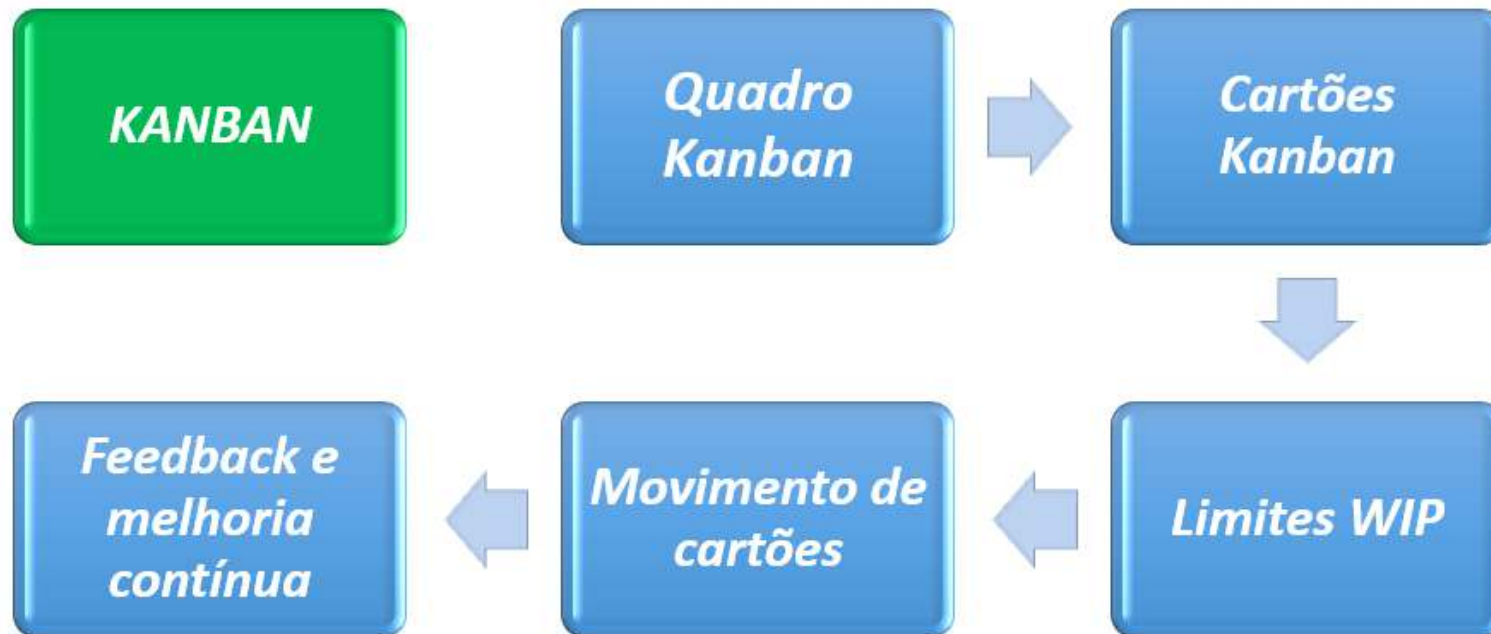 KANBAN
Quadro
Kanban
Cartões
Kanban
Limites WIP
Movimento de
cartões
Feedback e
melhoria
contínua